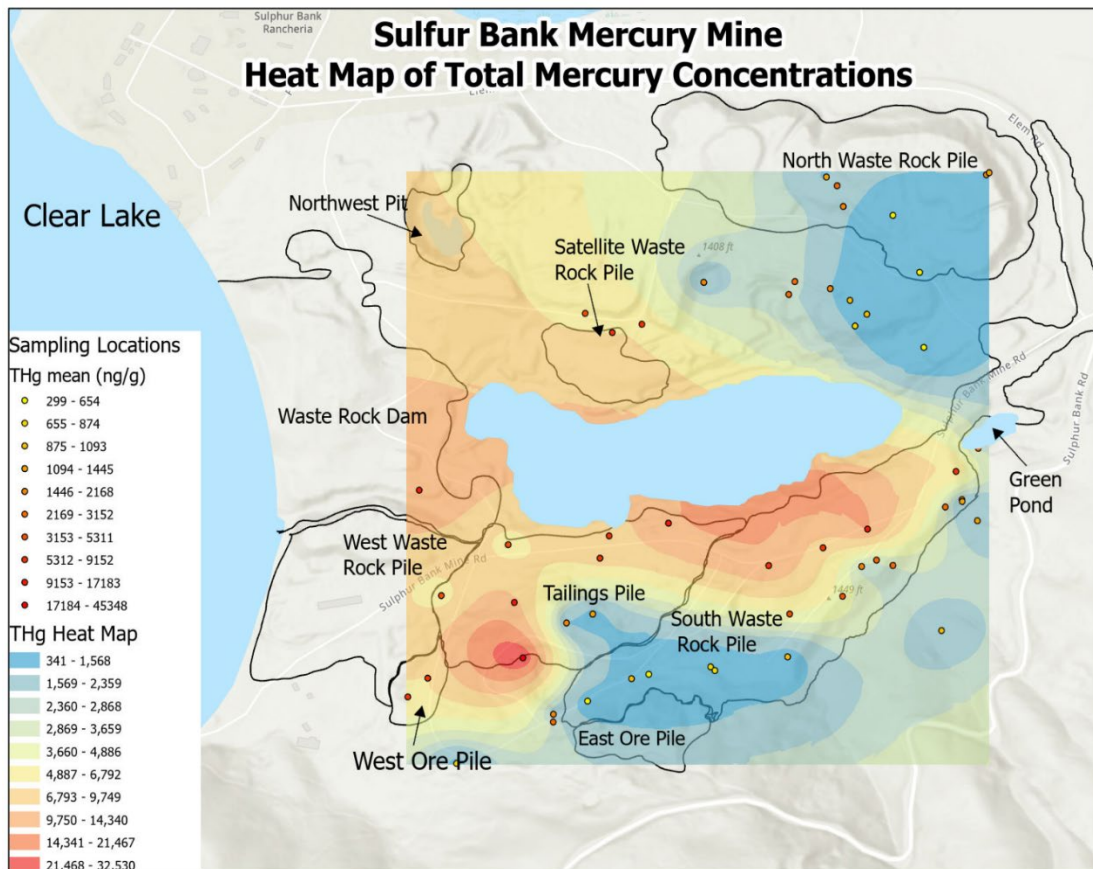 Sulfur Bank Mercury Mine
Heat Map of Total Mercury Concentrations
Sulphur Bank
Rancheria
Elem Rd
Elem Rd
North Waste Rock Pile
Northwest Pit
Clear Lake
Satellite Waste
Rock Pile
1408 ft
Sulphur Bank Mine Rd
Sulphur Bank Rd
Waste Rock Dam
Green
Pond
West Waste
Rock Pile
Sulphur Bank Mine Rd
Tailings Pile
1449 ft
South Waste
Rock Pile
East Ore Pile
West Ore Pile
Sampling Locations
THg mean (ng/g)
299 - 654
655 - 874
875 - 1093
1094 - 1445
1446 - 2168
2169 - 3152
3153 - 5311
5312 - 9152
9153 - 17183
17184 - 45348
THg Heat Map
341 - 1,568
1,569 - 2,359
2,360 - 2,868
2,869 - 3,659
3,660 - 4,886
4,887 - 6,792
6,793 - 9,749
9,750 - 14,340
14,341 - 21,467
21,468 - 32,530